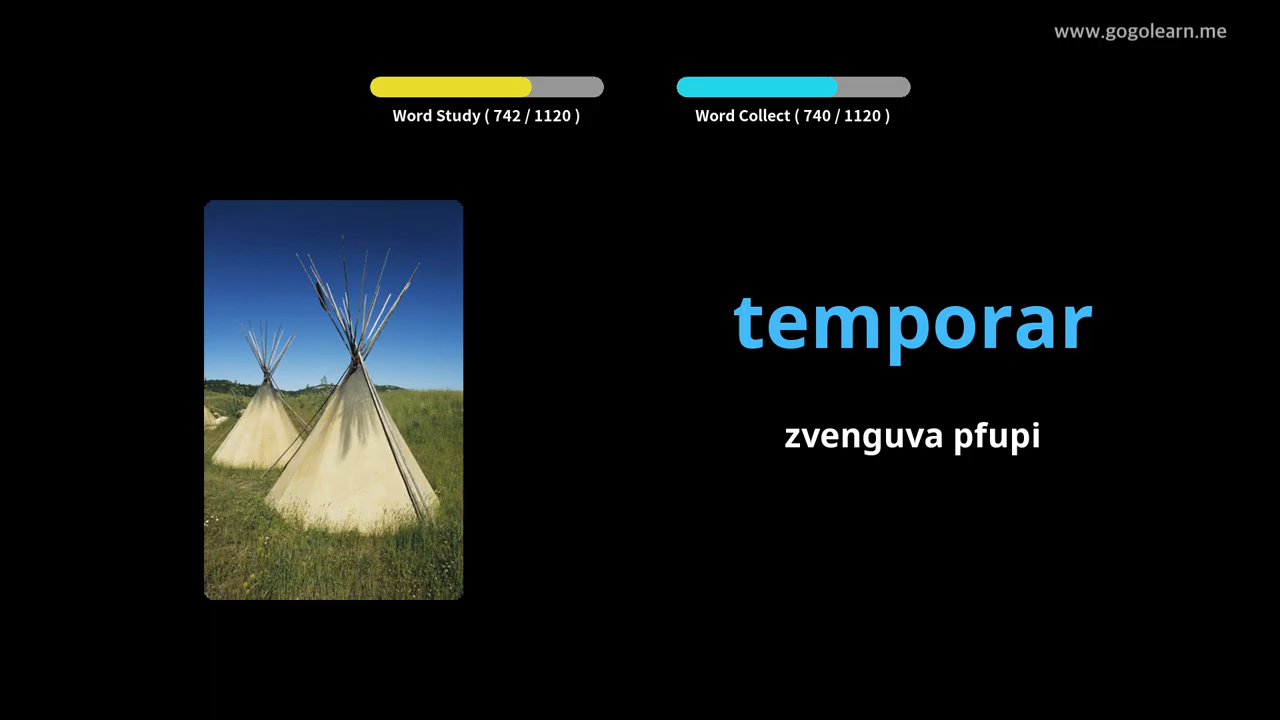 www.gogolearn.me
Word Study ( 742 / 1120 )
Word Collect ( 740 / 1120 )
temporar
zvenguva pfupi